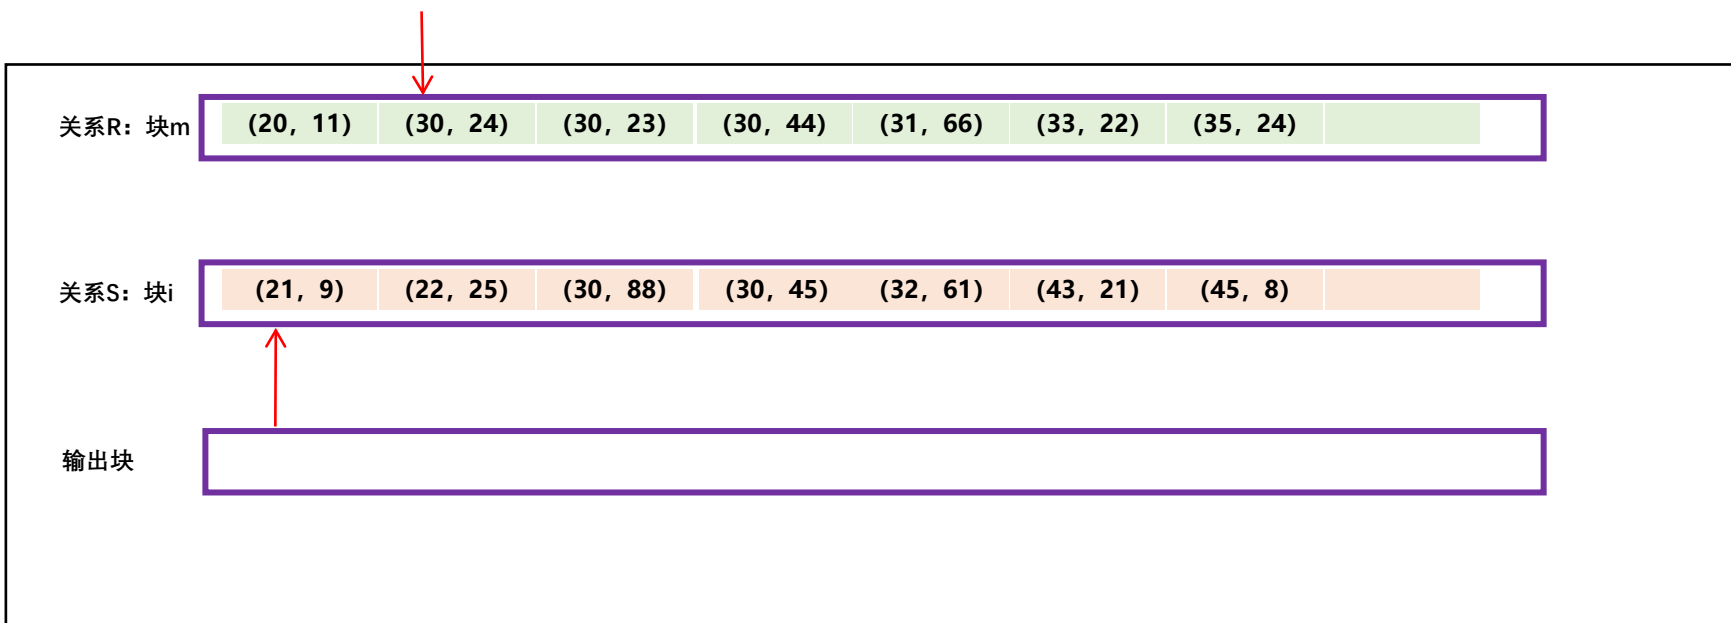 关系R：块m (20，11) (30，24) (30，23) (30，44) (31，66) (33，22) (35，24)
关系S：块i (21，9) (22，25) (30，88) (30，45) (32，61) (43，21) (45，8)
输出块